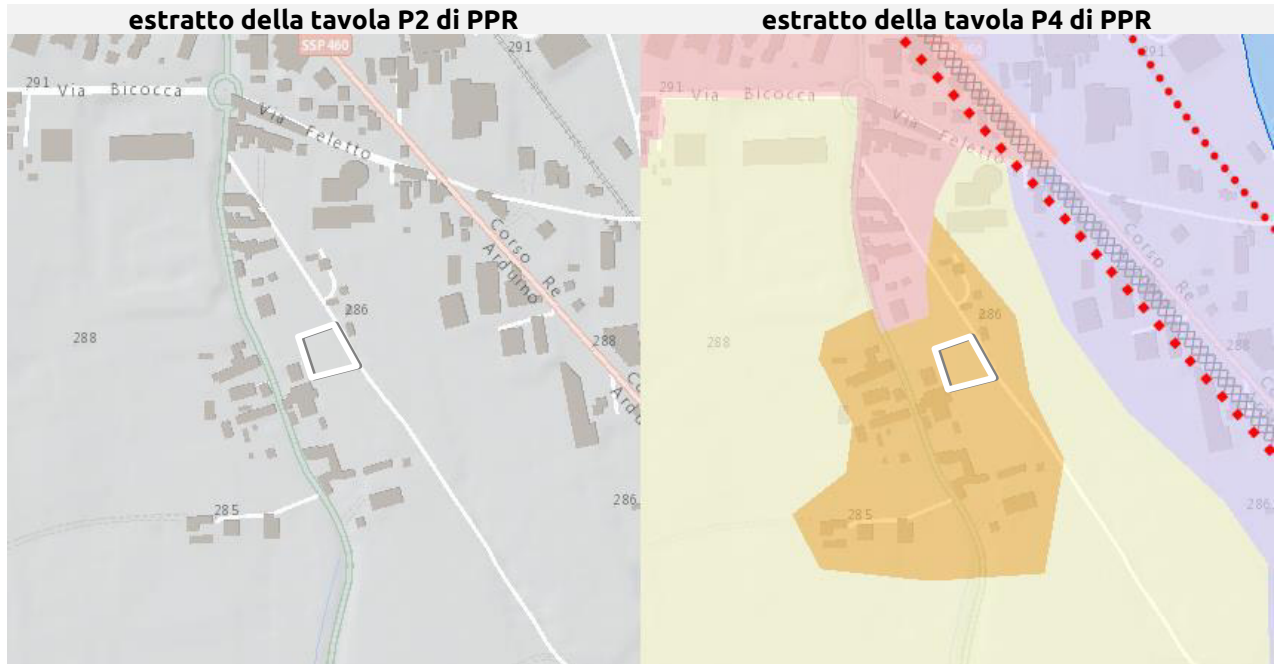 estratto della tavola P2 di PPR
SSP460
291
291
Via Bicocca
Via Feletto
Corso Re
Arduino
286
288
288
286
285
estratto della tavola P4 di PPR
291
291
Via Bicocca
Via Feletto
Corso Re
Arduino
286
288
288
286
285